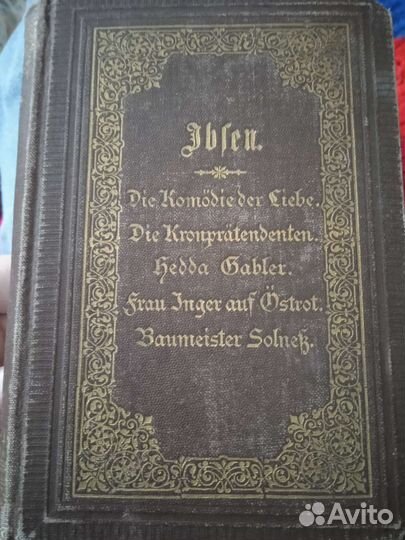 Ibsen.
Die Komödie der Liebe.
Die Kronprätendenten.
Hedda Gabler.
Frau Inger auf Östrot.
Baumeister Solneß.
Avito